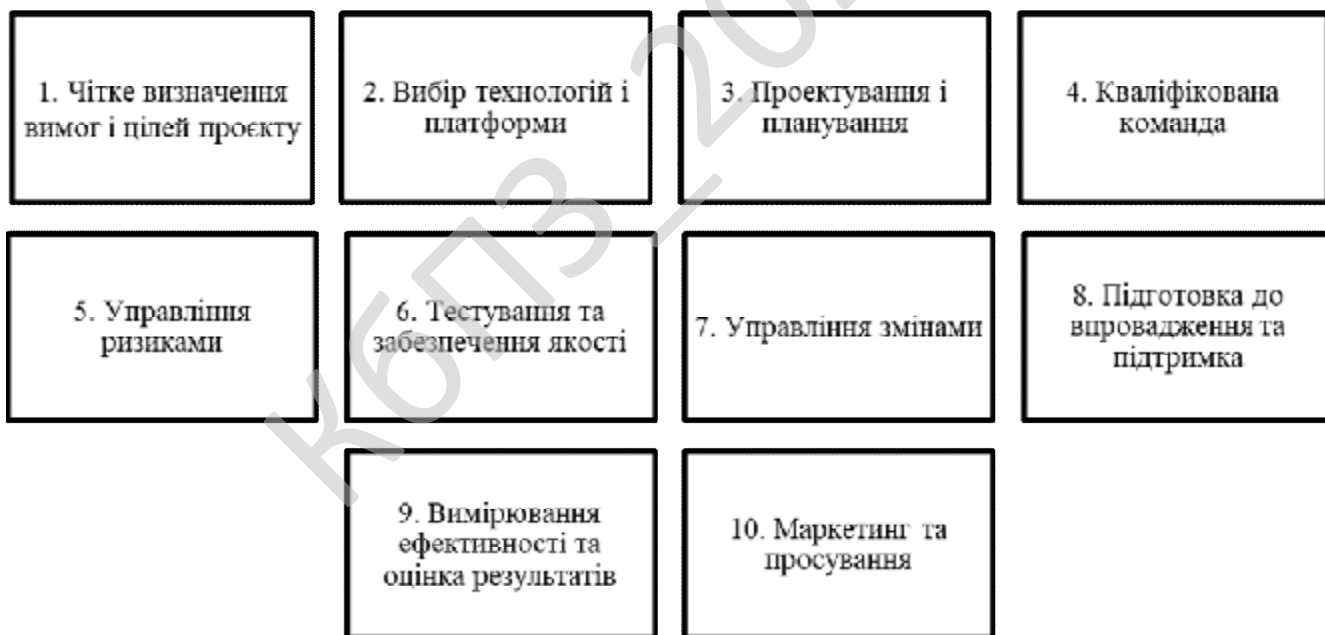 1. Чітке визначення
вимог і цілей проєкту
2. Вибір технологій і
платформи
3. Проектування і
планування
4. Кваліфікована
команда
5. Управління
ризиками
6. Тестування та
забезпечення якості
7. Управління змінами
8. Підготовка до
впровадження та
підтримка
9. Вимірювання
ефективності та
оцінка результатів
10. Маркетинг та
просування